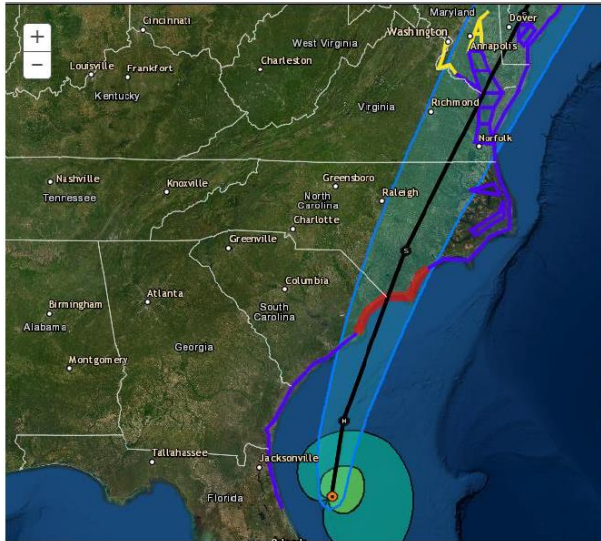 +
−
Cincinnati
Maryland
Dover
Washington
Annapolis
West Virginia
Louisville
Frankfort
Charleston
Kentucky
Virginia
Richmond
Norfolk
Nashville
Tennessee
Knoxville
Greensboro
North
Carolina
Raleigh
Charlotte
Greenville
S
Atlanta
Columbia
South
Carolina
Birmingham
Alabama
Georgia
Montgomery
H
Tallahassee
Jacksonville
Florida